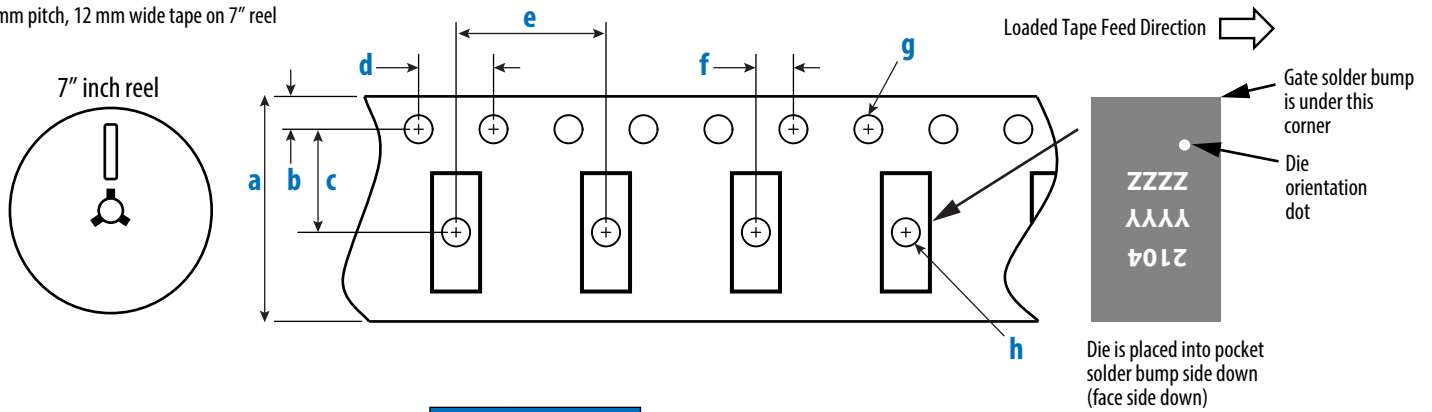 mm pitch, 12 mm wide tape on 7” reel
7” inch reel
Loaded Tape Feed Direction
a
b
c
d
e
f
g
h
Gate solder bump
is under this
corner
Die
orientation
dot
2104
YYYY
ZZZZ
Die is placed into pocket
solder bump side down
(face side down)